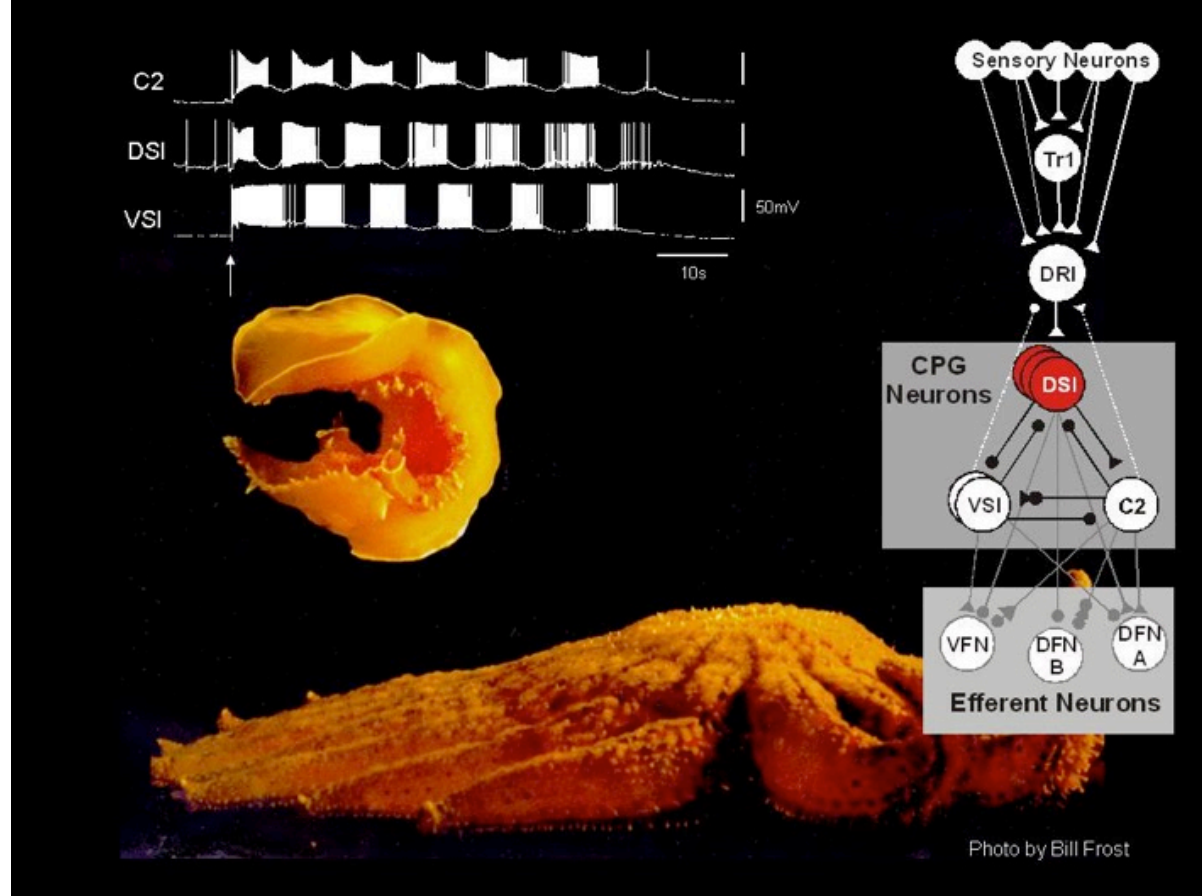 C2
DSI
VSI
50mV
10s
Sensory Neurons
Tr1
DRI
CPG
Neurons
DSI
VSI
C2
VFN
DFN
B
DFN
A
Efferent Neurons
Photo by Bill Frost